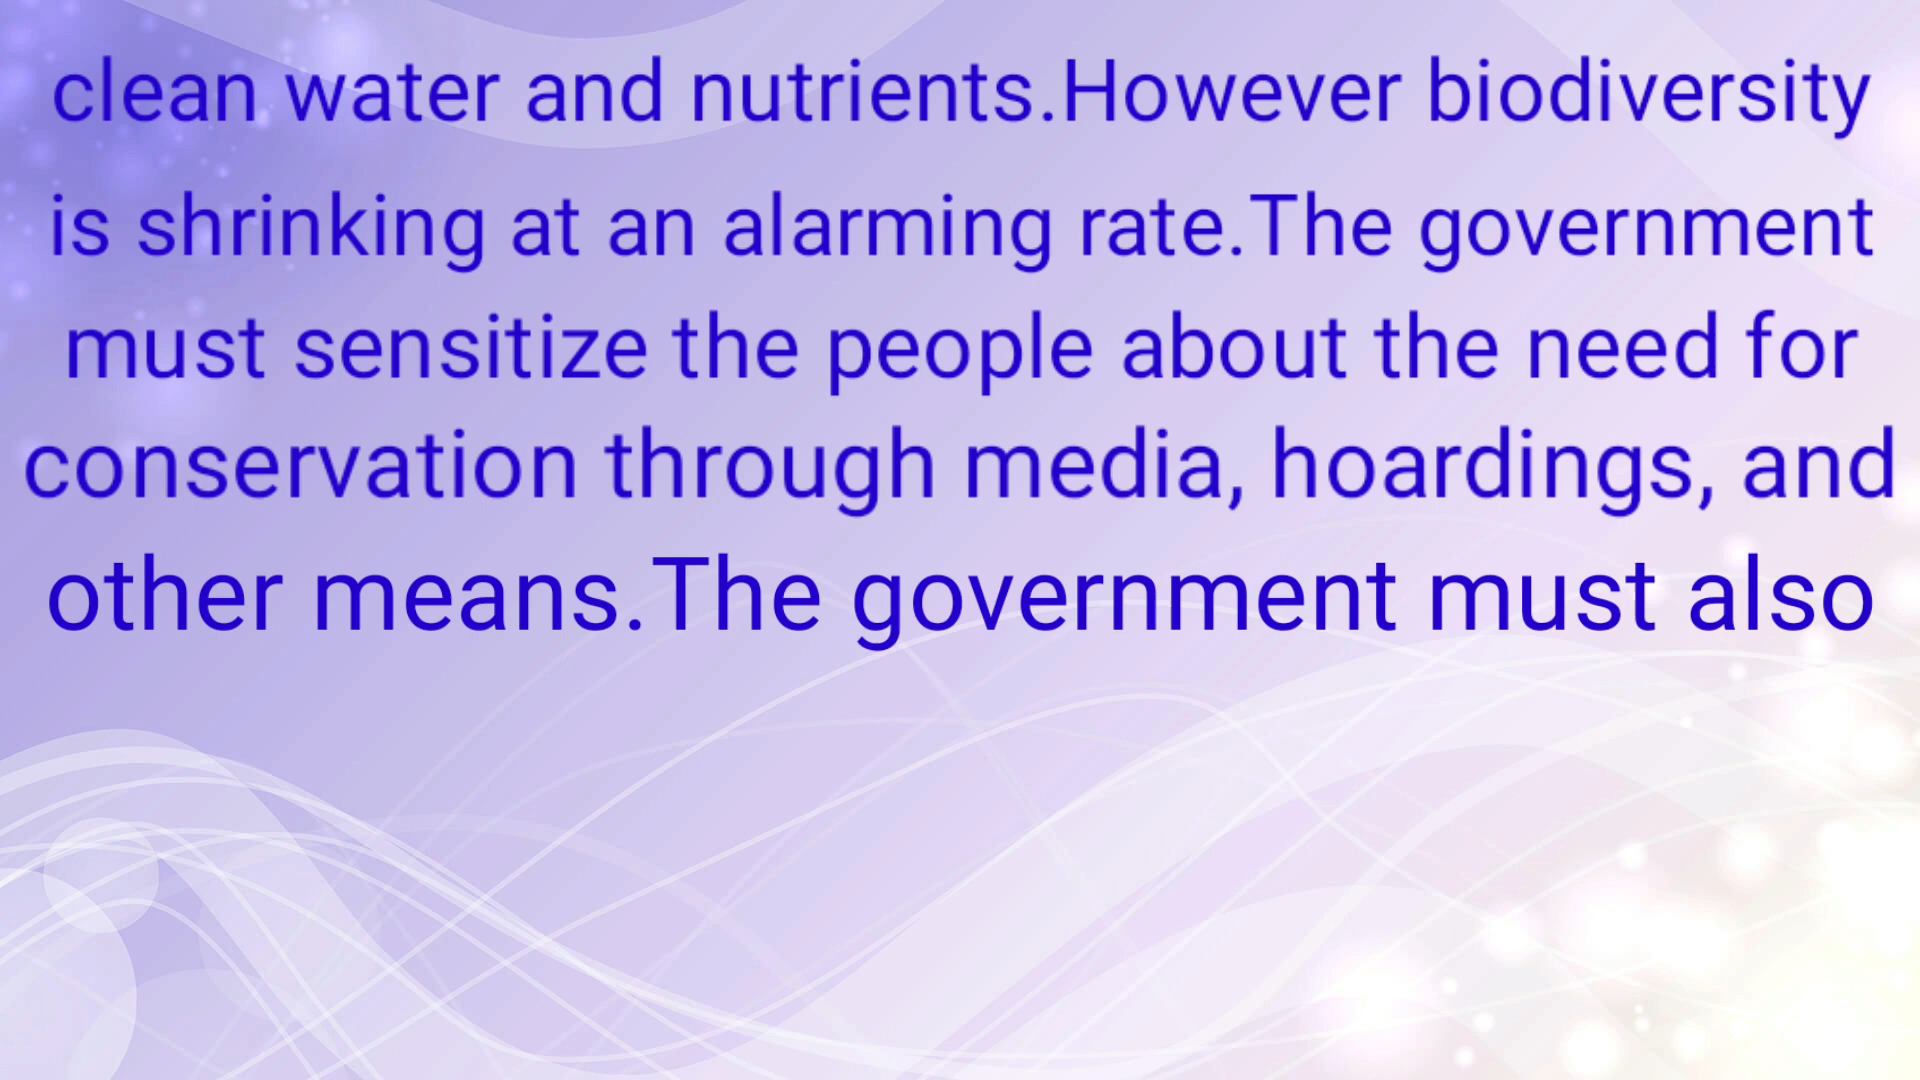 clean water and nutrients.However biodiversity
is shrinking at an alarming rate.The government
must sensitize the people about the need for
conservation through media, hoardings, and
other means.The government must also